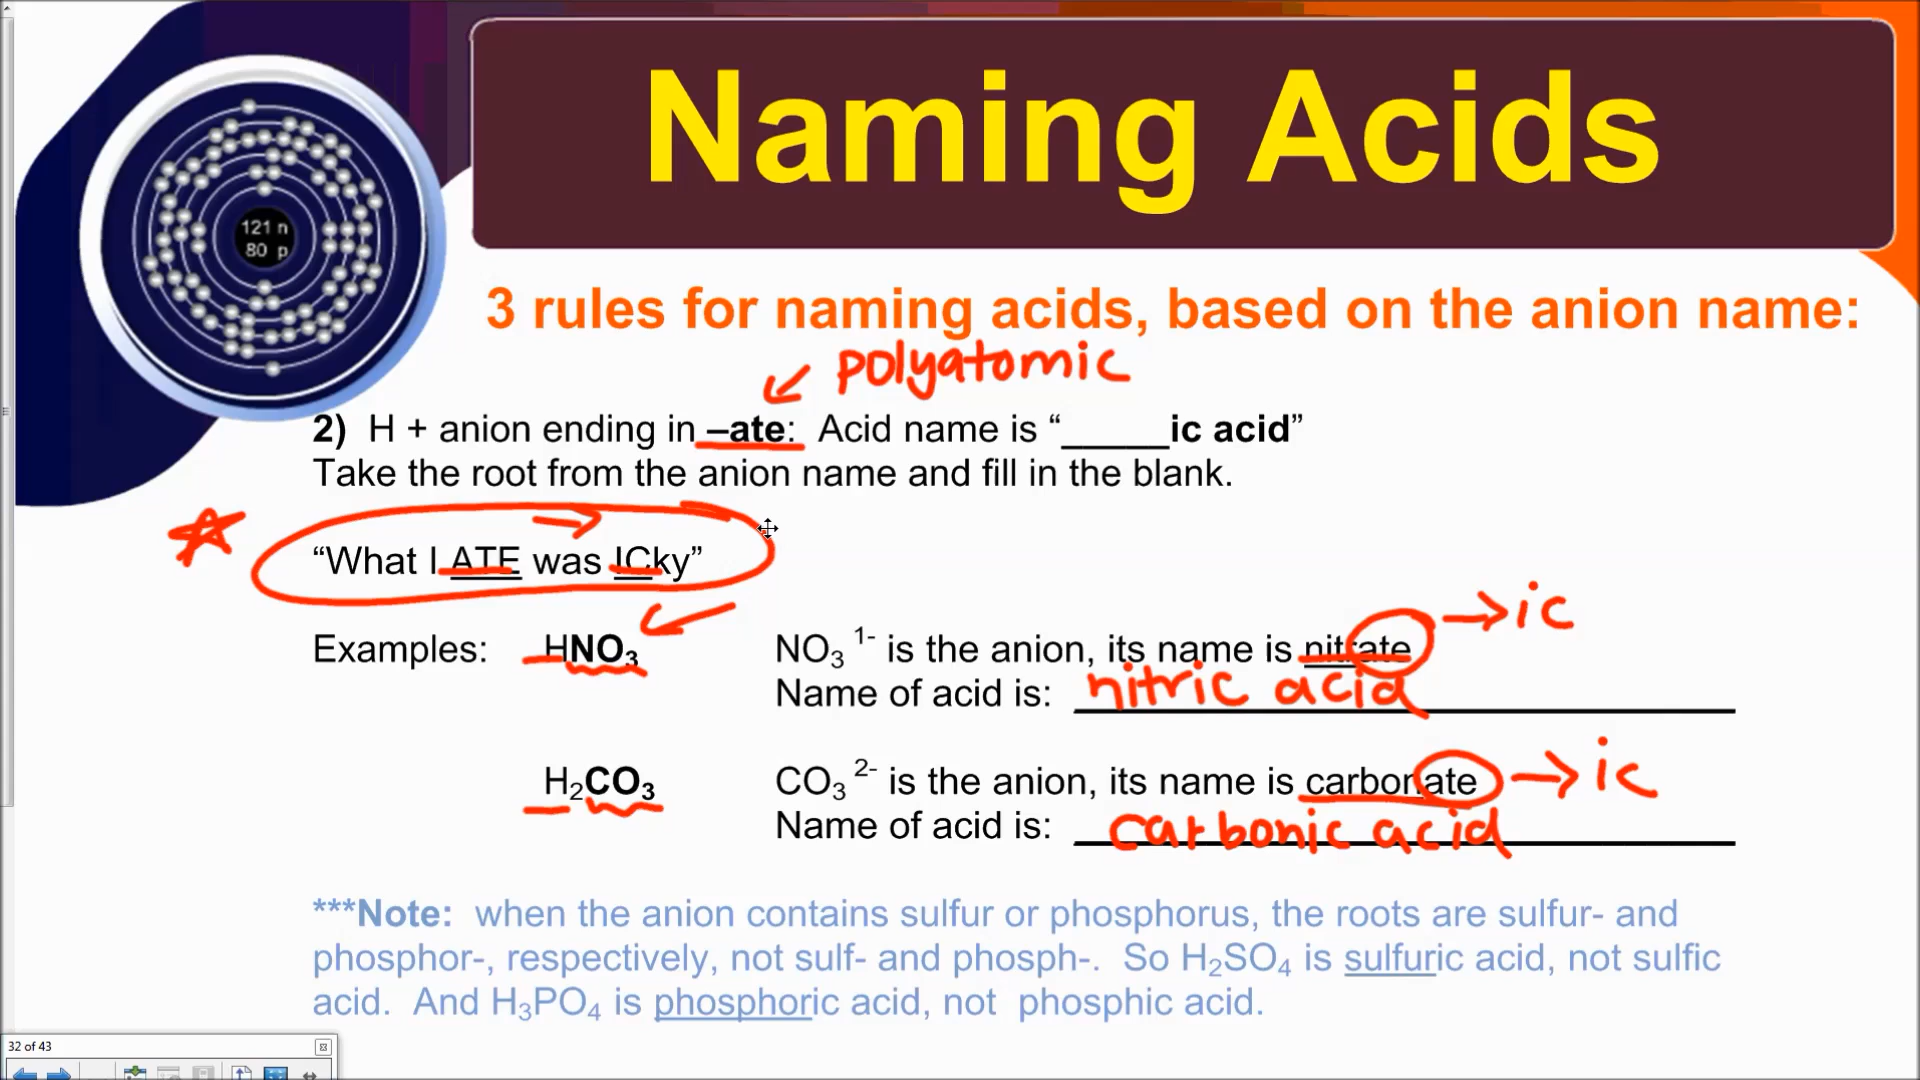 Naming Acids
121 n
80 p
3 rules for naming acids, based on the anion name:
polyatomic
2) H + anion ending in –ate: Acid name is “_____ic acid”
Take the root from the anion name and fill in the blank.
“What I ATE was ICky”
→ic
Examples: HNO₃ NO₃ ¹⁻ is the anion, its name is nitrate
Name of acid is: nitric acid
→ic
H₂CO₃ CO₃ ²⁻ is the anion, its name is carbonate
Name of acid is: carbonic acid
***Note: when the anion contains sulfur or phosphorus, the roots are sulfur- and
phosphor-, respectively, not sulf- and phosph-. So H₂SO₄ is sulfuric acid, not sulfic
acid. And H₃PO₄ is phosphoric acid, not phosphic acid.
32 of 43